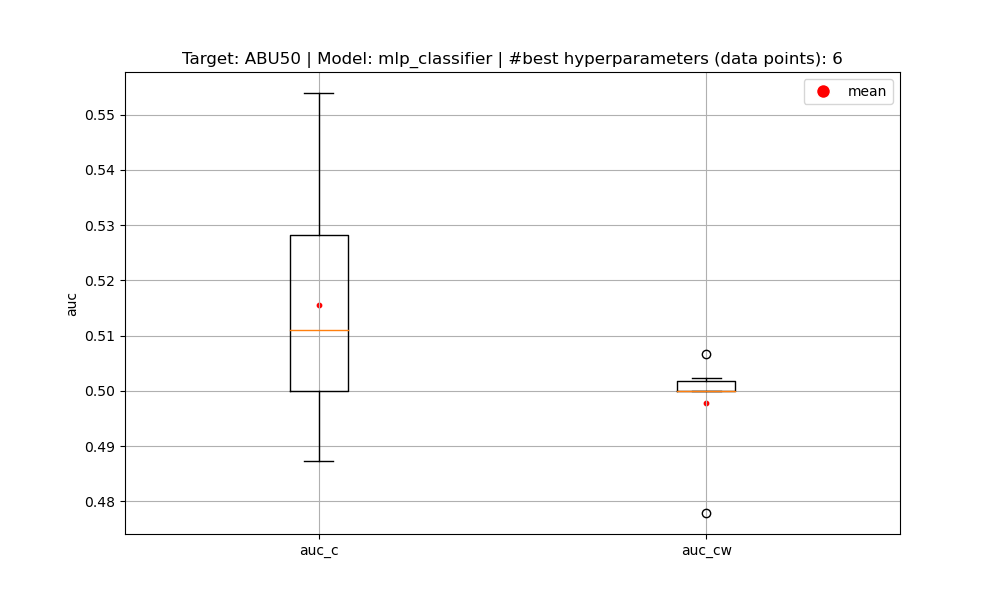 Target: ABU50 | Model: mlp_classifier | #best hyperparameters (data points): 6
mean
0.55
0.54
0.53
0.52
0.51
0.50
0.49
0.48
auc
auc_c
auc_cw